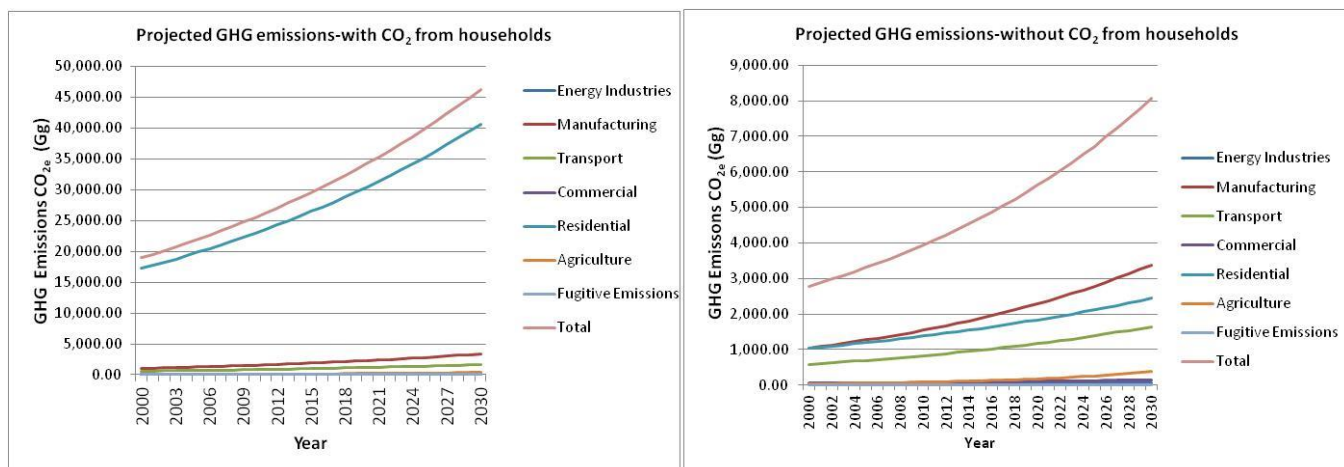 Projected GHG emissions-with CO₂ from households
50,000.00
45,000.00
40,000.00
35,000.00
30,000.00
25,000.00
20,000.00
15,000.00
10,000.00
5,000.00
0.00
GHG Emissions CO₂ₑ (Gg)
2000
2003
2006
2009
2012
2015
2018
2021
2024
2027
2030
Year
Energy Industries
Manufacturing
Transport
Commercial
Residential
Agriculture
Fugitive Emissions
Total
Projected GHG emissions-without CO₂ from households
9,000.00
8,000.00
7,000.00
6,000.00
5,000.00
4,000.00
3,000.00
2,000.00
1,000.00
0.00
GHG Emissons CO₂ₑ (Gg)
2000
2002
2004
2006
2008
2010
2012
2014
2016
2018
2020
2022
2024
2026
2028
2030
Year
Energy Industries
Manufacturing
Transport
Commercial
Residential
Agriculture
Fugitive Emissions
Total